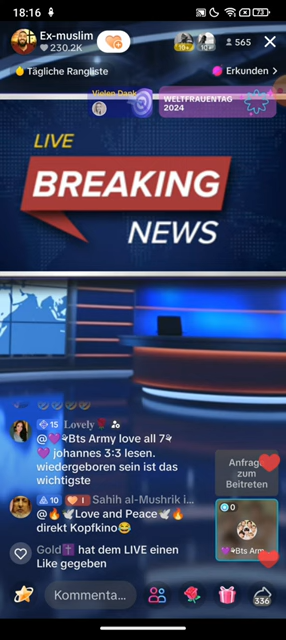 18:16
73
Ex-muslim
230.2K
10+
10+
565
Tägliche Rangliste
Erkunden >
Vielen Dank
WELTFRAUENTAG
2024
LIVE
BREAKING
NEWS
15 Lovely🌹
@💜Bts Army love all 7
💜 johannes 3:3 lesen.
wiedergeboren sein ist das
wichtigste
10 I Sahih al-Mushrik i...
@🔥🕊Love and Peace🕊🔥
direkt Kopfkino😂
Gold✝️ hat dem LIVE einen
Like gegeben
Anfrage
zum
Beitreten
0
💜Bts Arm
Kommenta...
336